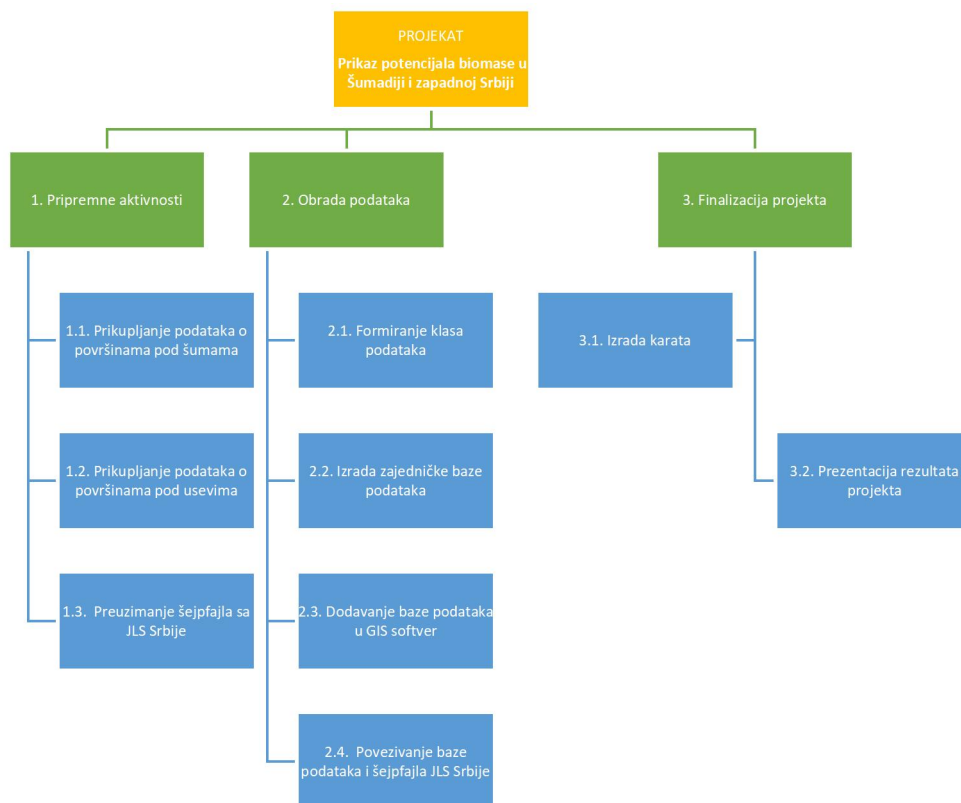 PROJEKAT
Prikaz potencijala biomase u
Šumadiji i zapadnoj Srbiji
1. Pripremne aktivnosti
2. Obrada podataka
3. Finalizacija projekta
1.1. Prikupljanje podataka o
površinama pod šumama
2.1. Formiranje klasa
podataka
3.1. Izrada karata
1.2. Prikupljanje podataka o
površinama pod usevima
2.2. Izrada zajedničke baze
podataka
3.2. Prezentacija rezultata
projekta
1.3. Preuzimanje šejpfajla sa
JLS Srbije
2.3. Dodavanje baze podataka
u GIS softver
2.4. Povezivanje baze
podataka i šejpfajla JLS Srbije